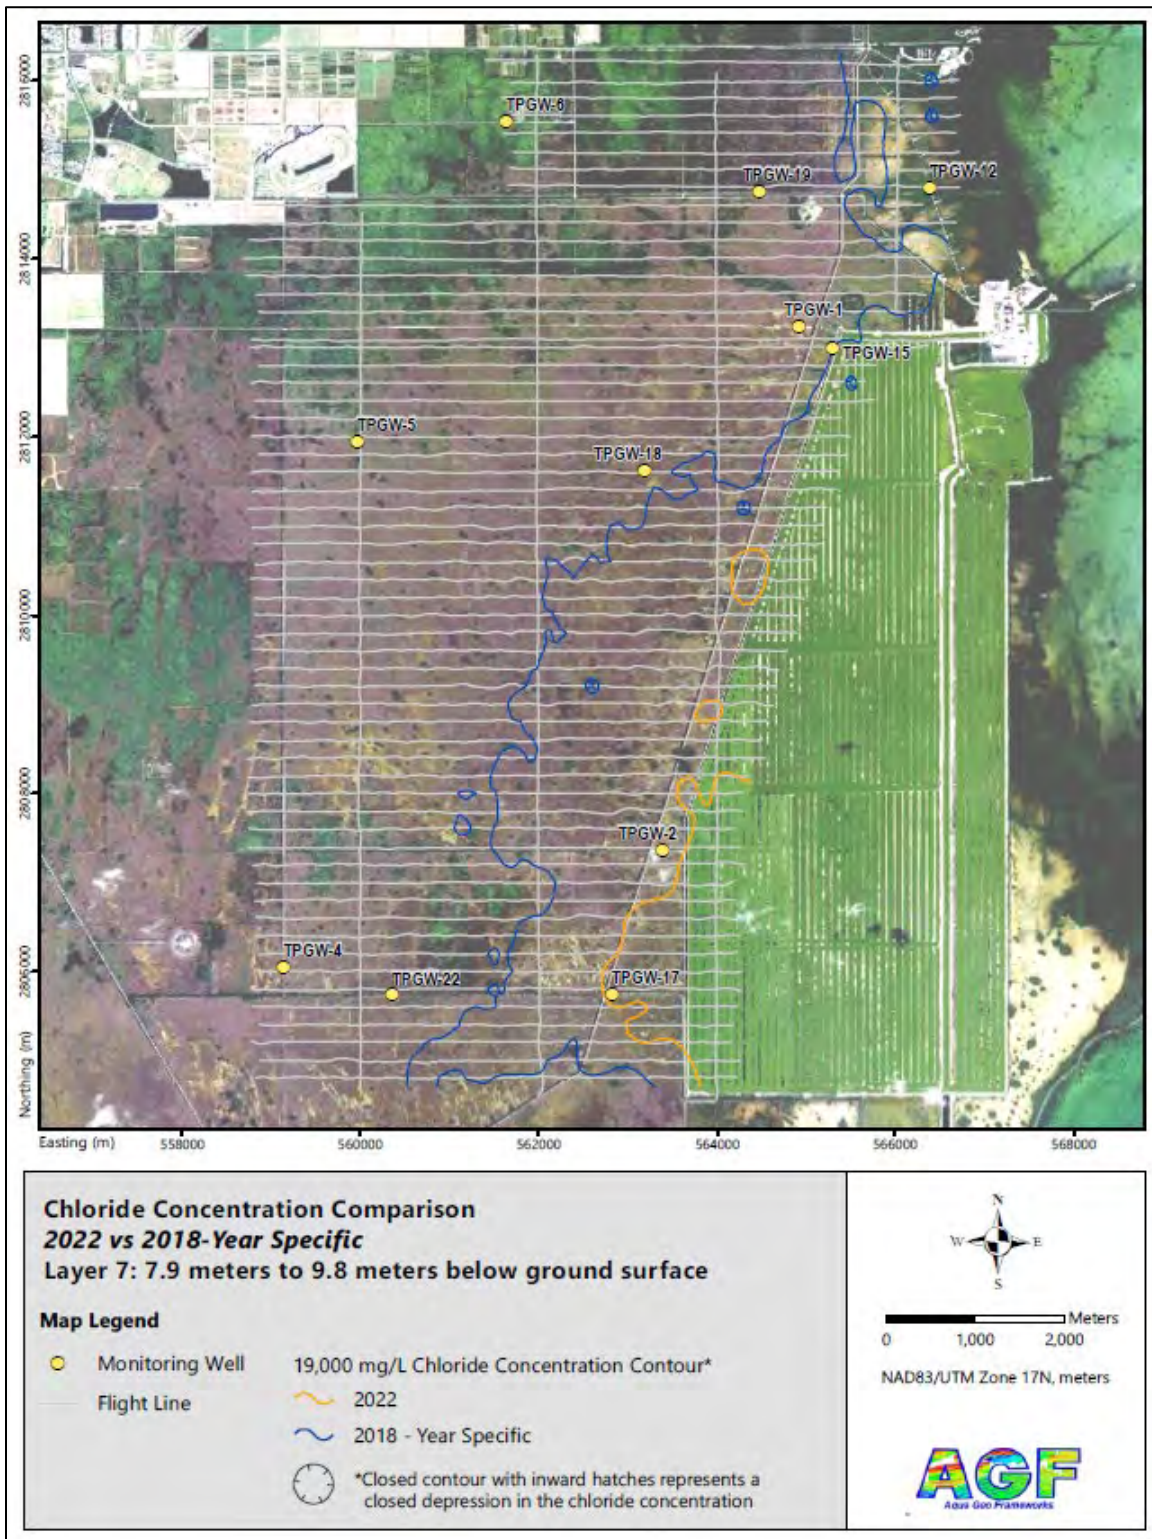 2816000
TPGW-6
TPGW-19
TPGW-12
2814000
TPGW-1
TPGW-15
2812000
TPGW-5
TPGW-18
2810000
2808000
TPGW-2
2806000
TPGW-4
TPGW-22
TPGW-17
Northing (m)
Easting (m) 558000 560000 562000 564000 566000 568000
Chloride Concentration Comparison
2022 vs 2018-Year Specific
Layer 7: 7.9 meters to 9.8 meters below ground surface
Map Legend
Monitoring Well
Flight Line
19,000 mg/L Chloride Concentration Contour*
2022
2018 - Year Specific
*Closed contour with inward hatches represents a
closed depression in the chloride concentration
N
W E
S
Meters
0 1,000 2,000
NAD83/UTM Zone 17N, meters
AGF
Aqua Geo Frameworks